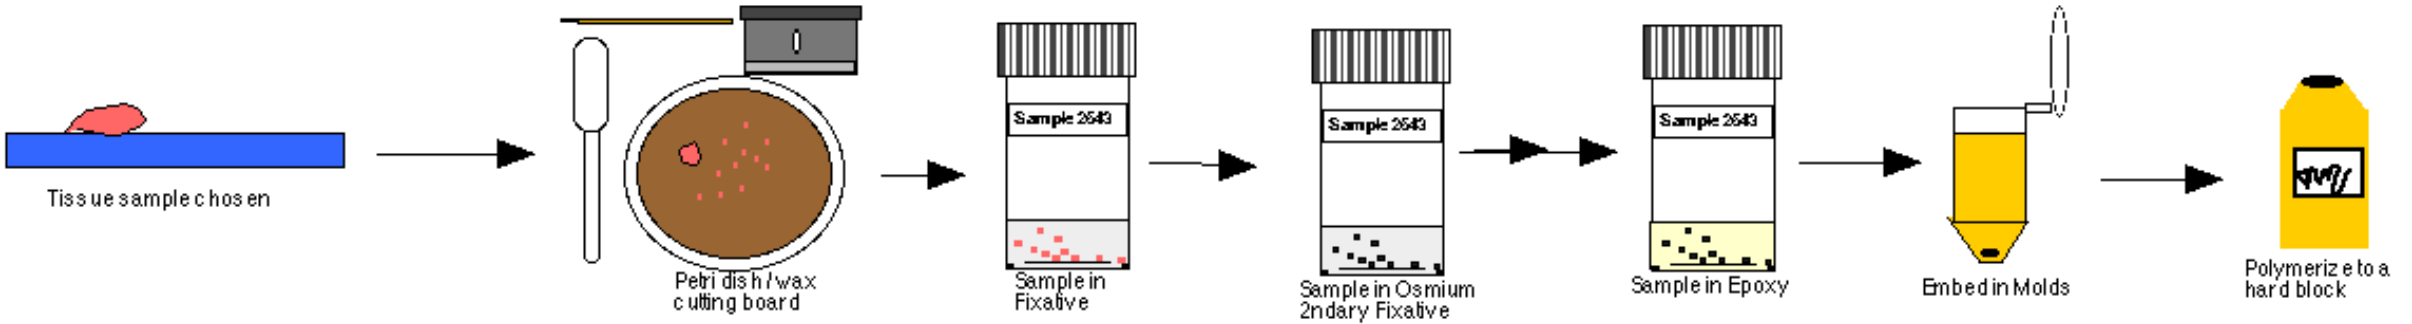 Tissue sample chosen
Petri dish / wax
cutting board
Sample 2643
Sample in
Fixative
Sample 2643
Sample in Osmium
2ndary Fixative
Sample 2643
Sample in Epoxy
Embed in Molds
Polymerize to a
hard block